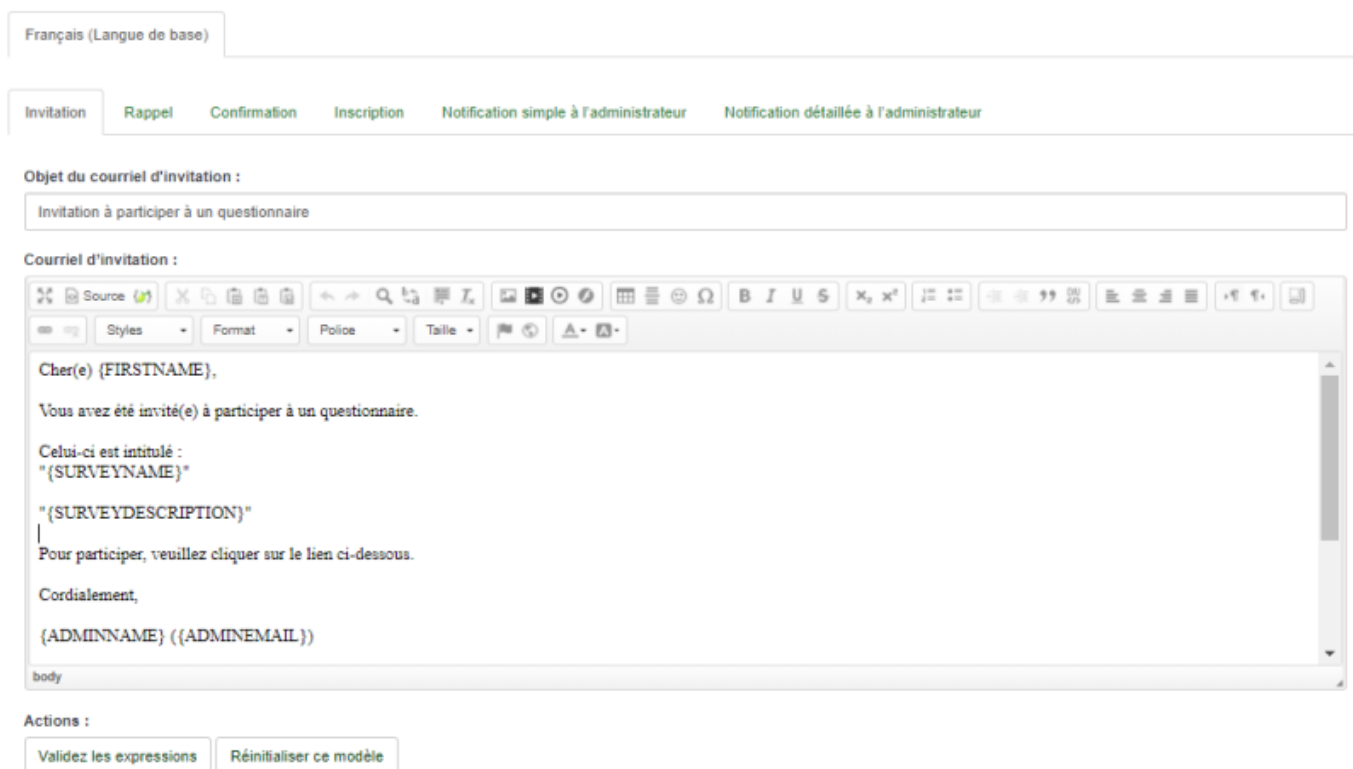 Français (Langue de base)
Invitation Rappel Confirmation Inscription Notification simple à l'administrateur Notification détaillée à l'administrateur
Objet du courriel d'invitation :
Invitation à participer à un questionnaire
Courriel d'invitation :
Source
Styles Format Police Taille
Cher(e) {FIRSTNAME},
Vous avez été invité(e) à participer à un questionnaire.
Celui-ci est intitulé :
"{SURVEYNAME}"
"{SURVEYDESCRIPTION}"
Pour participer, veuillez cliquer sur le lien ci-dessous.
Cordialement,
{ADMINNAME} ({ADMINEMAIL})
body
Actions :
Validez les expressions Réinitialiser ce modèle